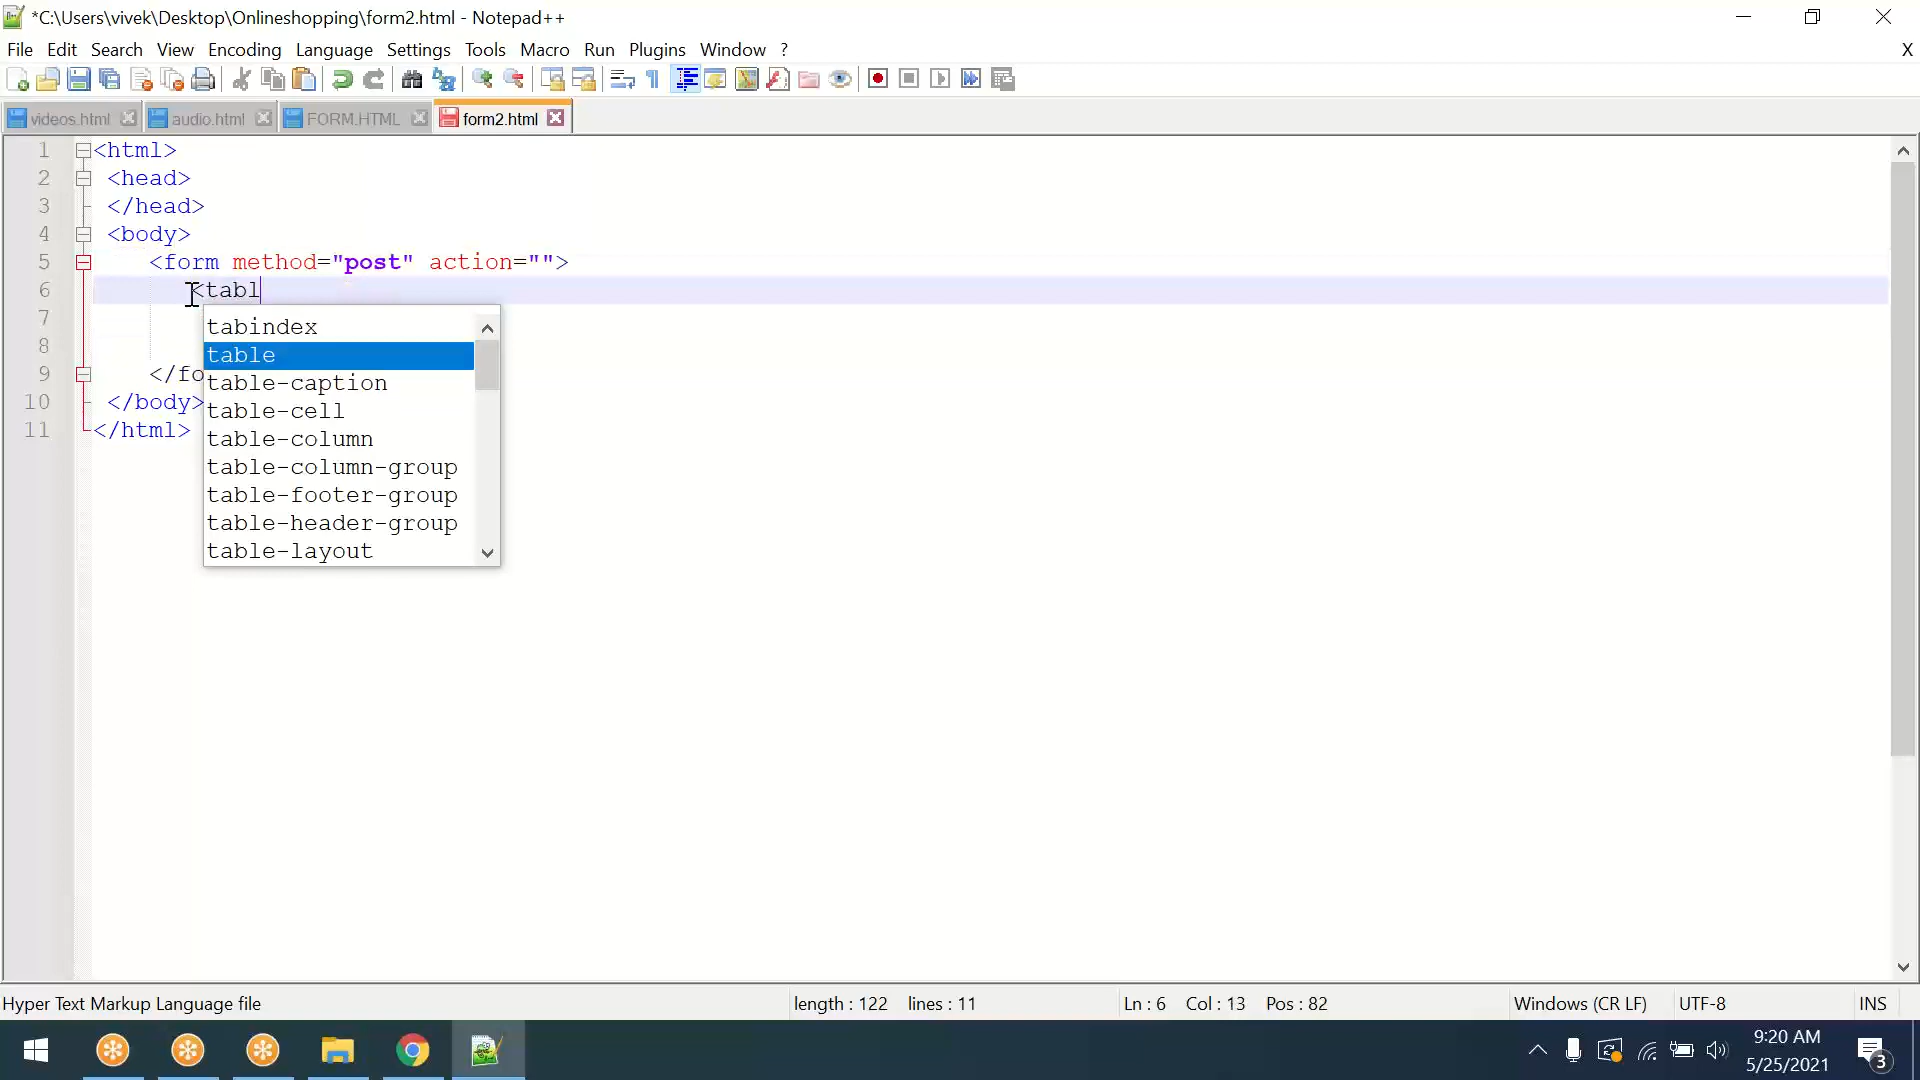 *C:\Users\vivek\Desktop\Onlineshopping\form2.html - Notepad++
File Edit Search View Encoding Language Settings Tools Macro Run Plugins Window ? X
videos.html audio.html FORM.HTML form2.html
1 <html>
2 <head>
3 </head>
4 <body>
5 <form method="post" action="">
6 <tabl
7
8
9 </fo
10 </body>
11 </html>
tabindex
table
table-caption
table-cell
table-column
table-column-group
table-footer-group
table-header-group
table-layout
Hyper Text Markup Language file length : 122 lines : 11 Ln : 6 Col : 13 Pos : 82 Windows (CR LF) UTF-8 INS
9:20 AM
5/25/2021
3